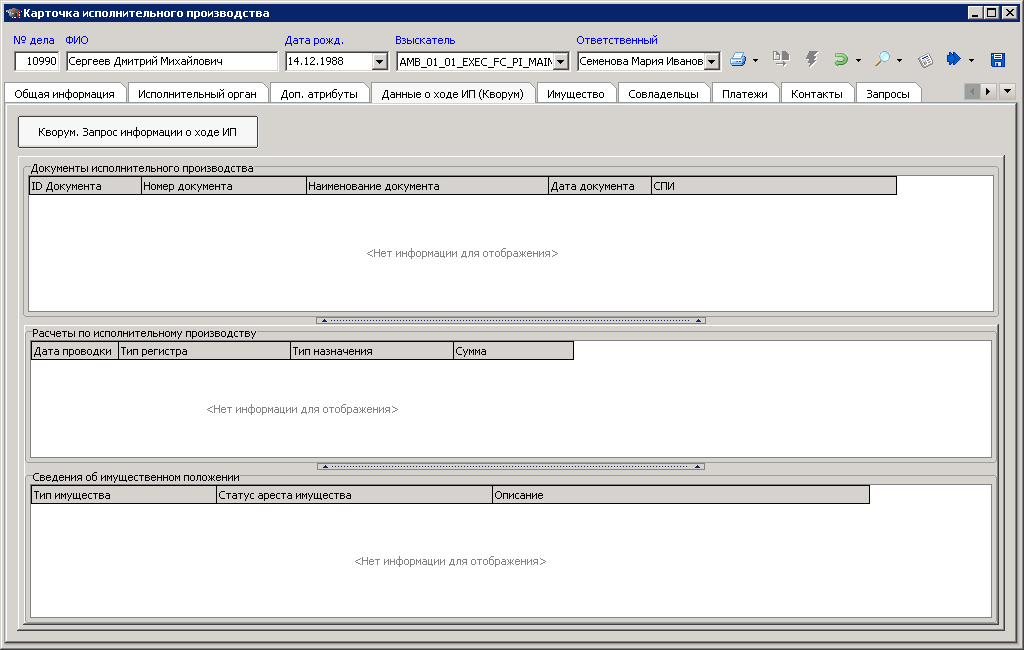 Карточка исполнительного производства
№ дела ФИО Дата рожд. Взыскатель Ответственный
10990 Сергеев Дмитрий Михайлович 14.12.1988 AMB_01_01_EXEC_FC_PI_MAIN Семенова Мария Иванов
Общая информация Исполнительный орган Доп. атрибуты Данные о ходе ИП (Кворум) Имущество Совладельцы Платежи Контакты Запросы
Кворум. Запрос информации о ходе ИП
Документы исполнительного производства
ID Документа Номер документа Наименование документа Дата документа СПИ
<Нет информации для отображения>
Расчеты по исполнительному производству
Дата проводки Тип регистра Тип назначения Сумма
<Нет информации для отображения>
Сведения об имущественном положении
Тип имущества Статус ареста имущества Описание
<Нет информации для отображения>